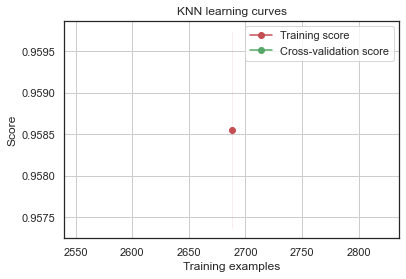 KNN learning curves
Training score
Cross-validation score
0.9595
0.9590
0.9585
0.9580
0.9575
Score
2550
2600
2650
2700
2750
2800
Training examples